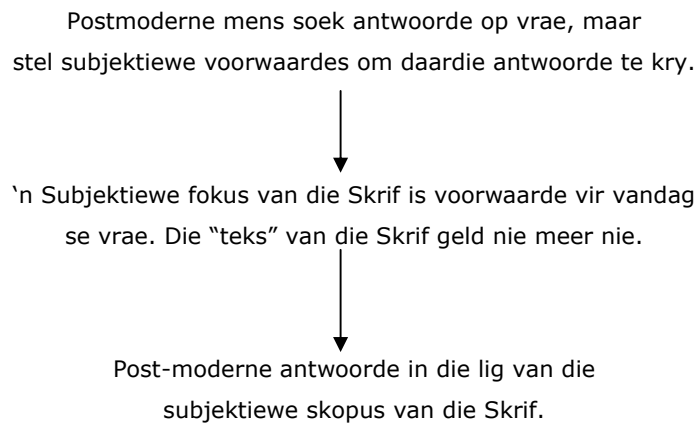 Postmoderne mens soek antwoorde op vrae, maar
stel subjektiewe voorwaardes om daardie antwoorde te kry.
‘n Subjektiewe fokus van die Skrif is voorwaarde vir vandag
se vrae. Die “teks” van die Skrif geld nie meer nie.
Post-moderne antwoorde in die lig van die
subjektiewe skopus van die Skrif.